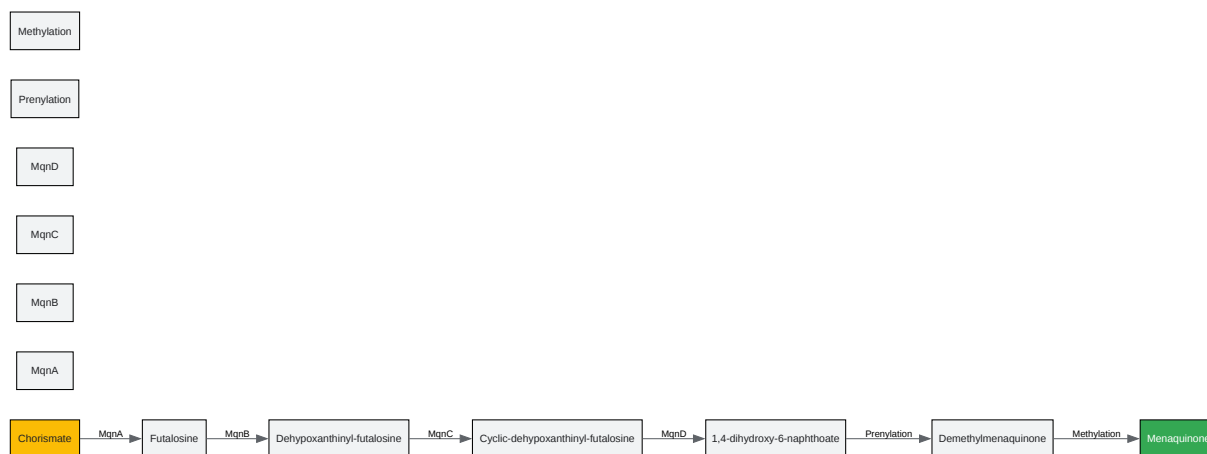 Methylation
Prenylation
MqnD
MqnC
MqnB
MqnA
Chorismate MqnA Futalosine MqnB Dehypoxanthinyl-futalosine MqnC Cyclic-dehypoxanthinyl-futalosine MqnD 1,4-dihydroxy-6-naphthoate Prenylation Demethylmenaquinone Methylation Menaquinone